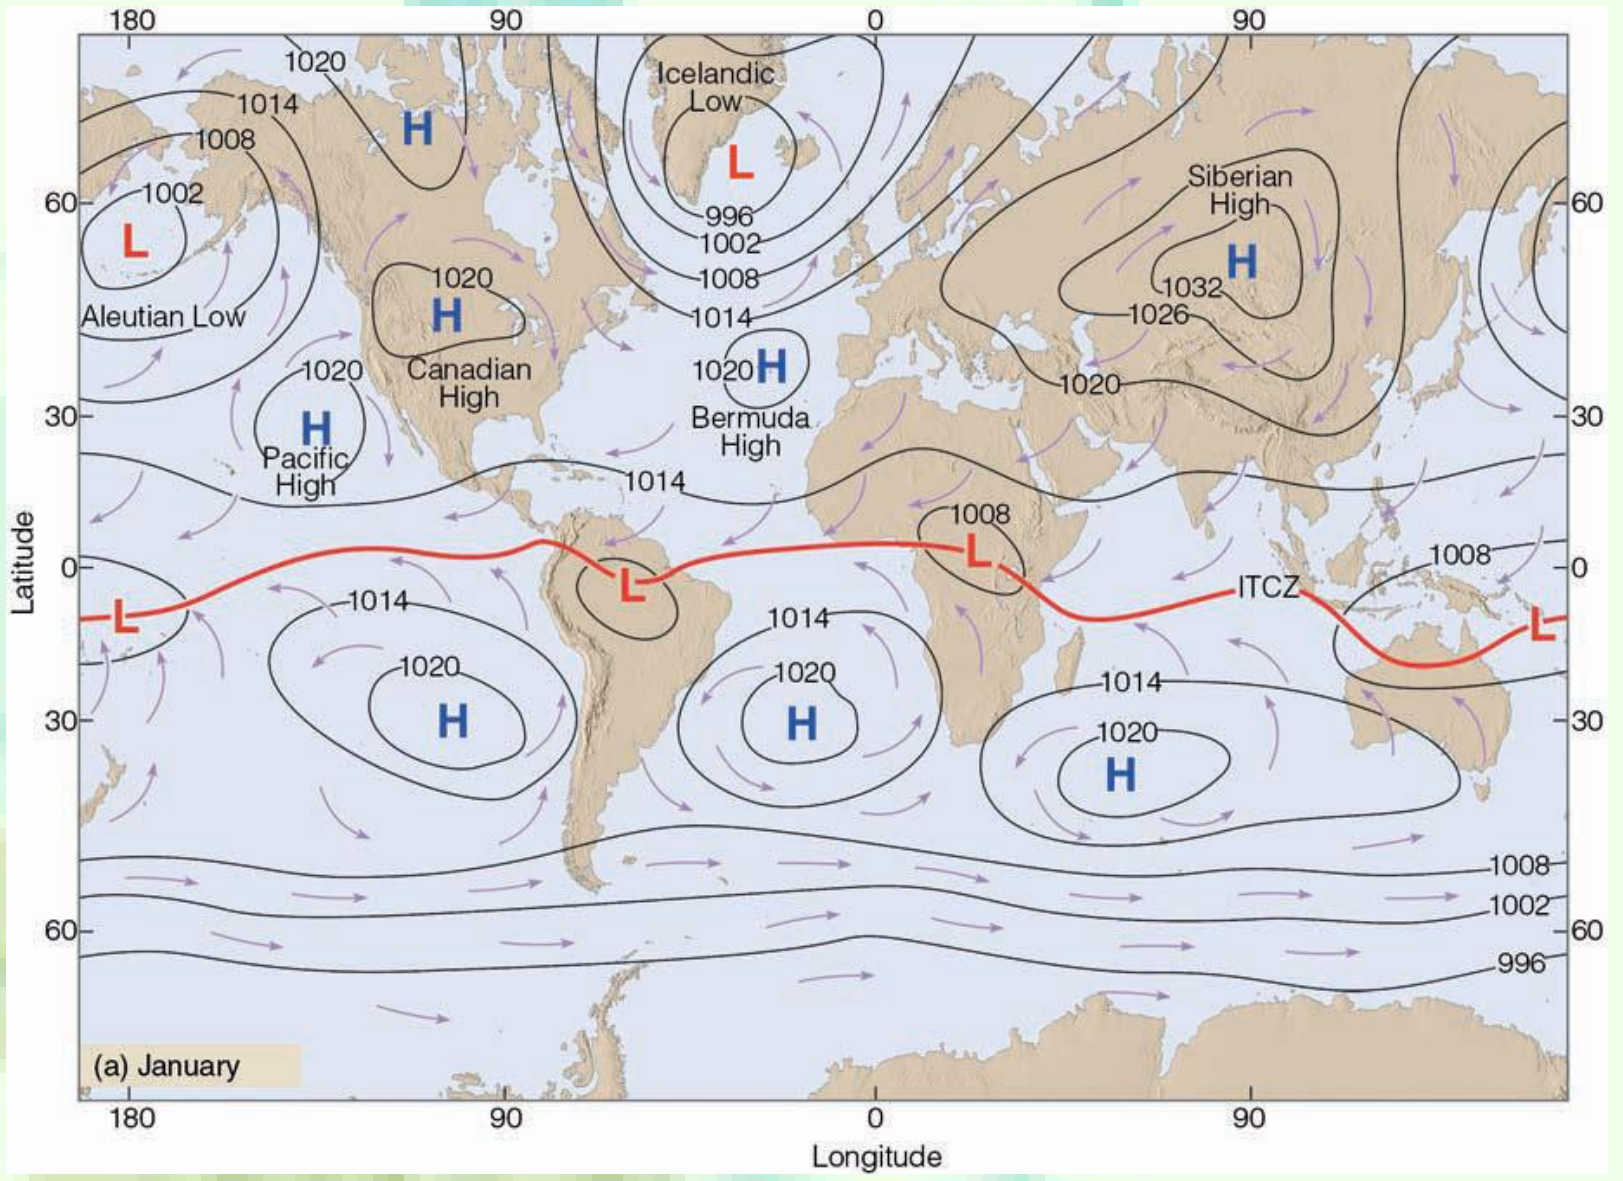 180 90 0 90
1020
Icelandic
Low
1014
H
1008
L
Siberian
High
1002
60
60
996
L
1002
H
1020
1008
1032
H
1014
1026
Aleutian Low
1020
1020
H
Canadian
High
1020
H
Bermuda
High
30
30
H
Pacific
High
1014
1008
L
1008
0
0
L
ITCZ
1014
L
L
1014
1020
1020
1014
H
H
30
30
1020
H
1008
1002
60
60
996
(a) January
180 90 0 90
Longitude
Latitude